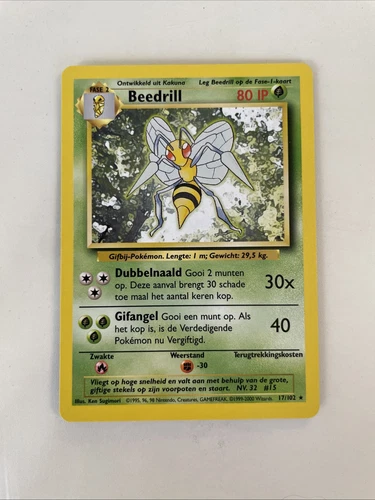 FASE 2
Ontwikkeld uit Kakuna
Leg Beedrill op de Fase-1-kaart
Beedrill
80 IP
Gifbij-Pokémon. Lengte: 1 m; Gewicht: 29,5 kg.
Dubbelnaald Gooi 2 munten
op. Deze aanval brengt 30 schade
toe maal het aantal keren kop.
30x
Gifangel Gooi een munt op. Als
het kop is, is de Verdedigende
Pokémon nu Vergiftigd.
40
Zwakte
Weerstand
Terugtrekkingskosten
-30
Vliegt op hoge snelheid en valt aan met behulp van de grote,
giftige stekels op zijn voorpoten en staart. NV. 32 #15
Illus. Ken Sugimori
©1995, 96, 98 Nintendo, Creatures, GAMEFREAK. ©1999-2000 Wizards.
17/102 ★